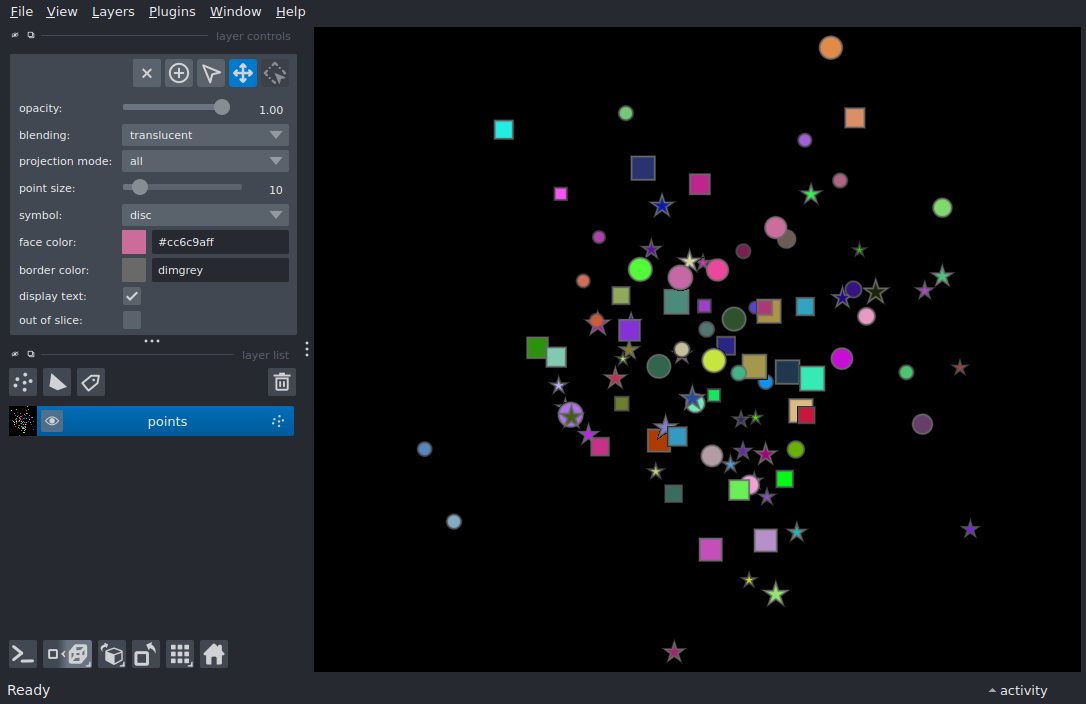 File View Layers Plugins Window Help
layer controls
opacity: 1.00
blending: translucent
projection mode: all
point size: 10
symbol: disc
face color: #cc6c9aff
border color: dimgrey
display text:
out of slice:
layer list
points
Ready activity